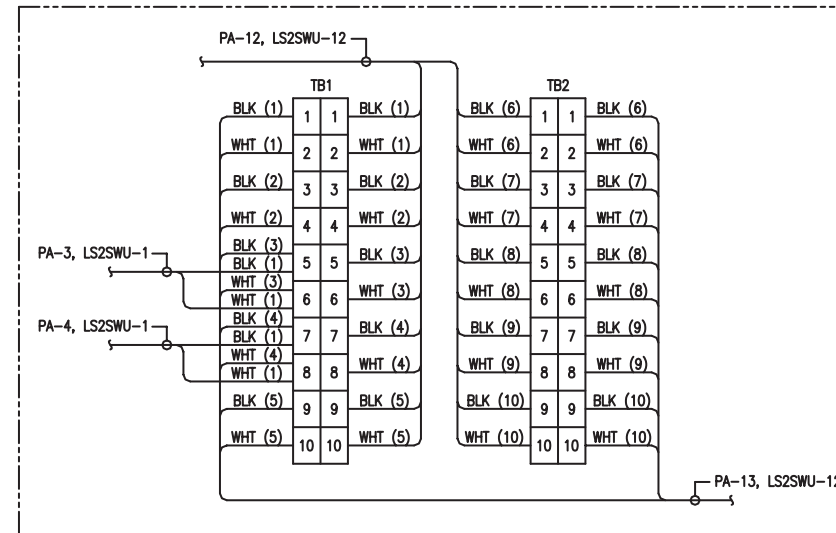 PA-12, LS2SWU-12
TB1
TB2
BLK (1) 1 1 BLK (1) BLK (6) 1 1 BLK (6)
WHT (1) 2 2 WHT (1) WHT (6) 2 2 WHT (6)
BLK (2) 3 3 BLK (2) BLK (7) 3 3 BLK (7)
WHT (2) 4 4 WHT (2) WHT (7) 4 4 WHT (7)
BLK (3)
PA-3, LS2SWU-1
BLK (1) 5 5 BLK (3) BLK (8) 5 5 BLK (8)
WHT (3)
WHT (1) 6 6 WHT (3) WHT (8) 6 6 WHT (8)
BLK (4)
PA-4, LS2SWU-1
BLK (1) 7 7 BLK (4) BLK (9) 7 7 BLK (9)
WHT (4)
WHT (1) 8 8 WHT (4) WHT (9) 8 8 WHT (9)
BLK (5) 9 9 BLK (5) BLK (10) 9 9 BLK (10)
WHT (5) 10 10 WHT (5) WHT (10) 10 10 WHT (10)
PA-13, LS2SWU-12